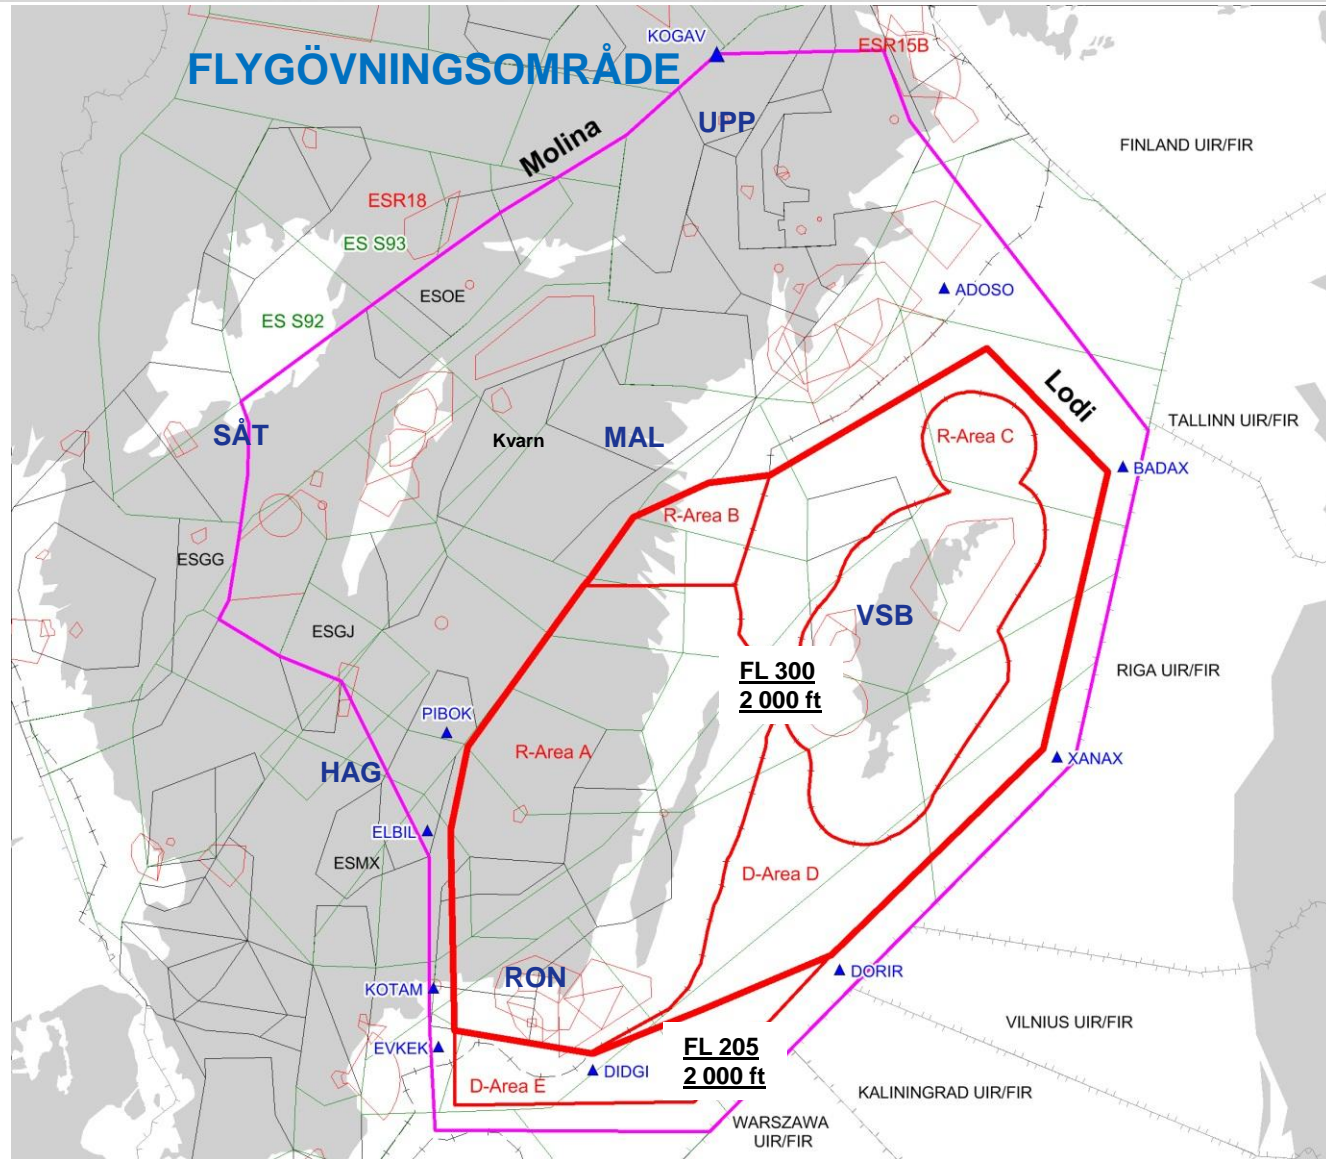 KOGAV
ESR15B
FLYGÖVNINGSOMRÅDE
UPP
Molina
FINLAND UIR/FIR
ESR18
ES S93
ADOSO
ESOE
ES S92
Lodi
SÅT
Kvarn
MAL
R-Area C
TALLINN UIR/FIR
BADAX
R-Area B
ESGG
VSB
ESGJ
FL 300
2 000 ft
RIGA UIR/FIR
PIBOK
R-Area A
HAG
XANAX
ELBIL
ESMX
D-Area D
RON
DORIR
KOTAM
VILNIUS UIR/FIR
EVKEK
FL 205
2 000 ft
DIDGI
D-Area E
KALININGRAD UIR/FIR
WARSZAWA
UIR/FIR